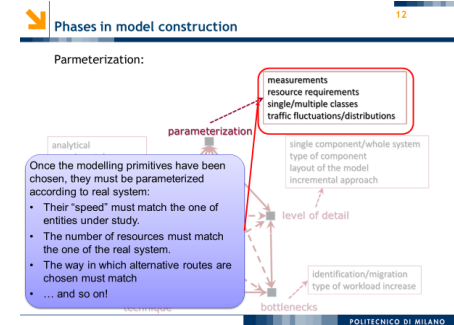 12
Phases in model construction
Parmeterization:
measurements
resource requirements
single/multiple classes
traffic fluctuations/distributions
parameterization
analytical
single component/whole system
type of component
layout of the model
incremental approach
Once the modelling primitives have been
chosen, they must be parameterized
according to real system:
• Their “speed” must match the one of
entities under study.
• The number of resources must match
the one of the real system.
• The way in which alternative routes are
chosen must match
• … and so on!
level of detail
identification/migration
type of workload increase
technique
bottlenecks
POLITECNICO DI MILANO